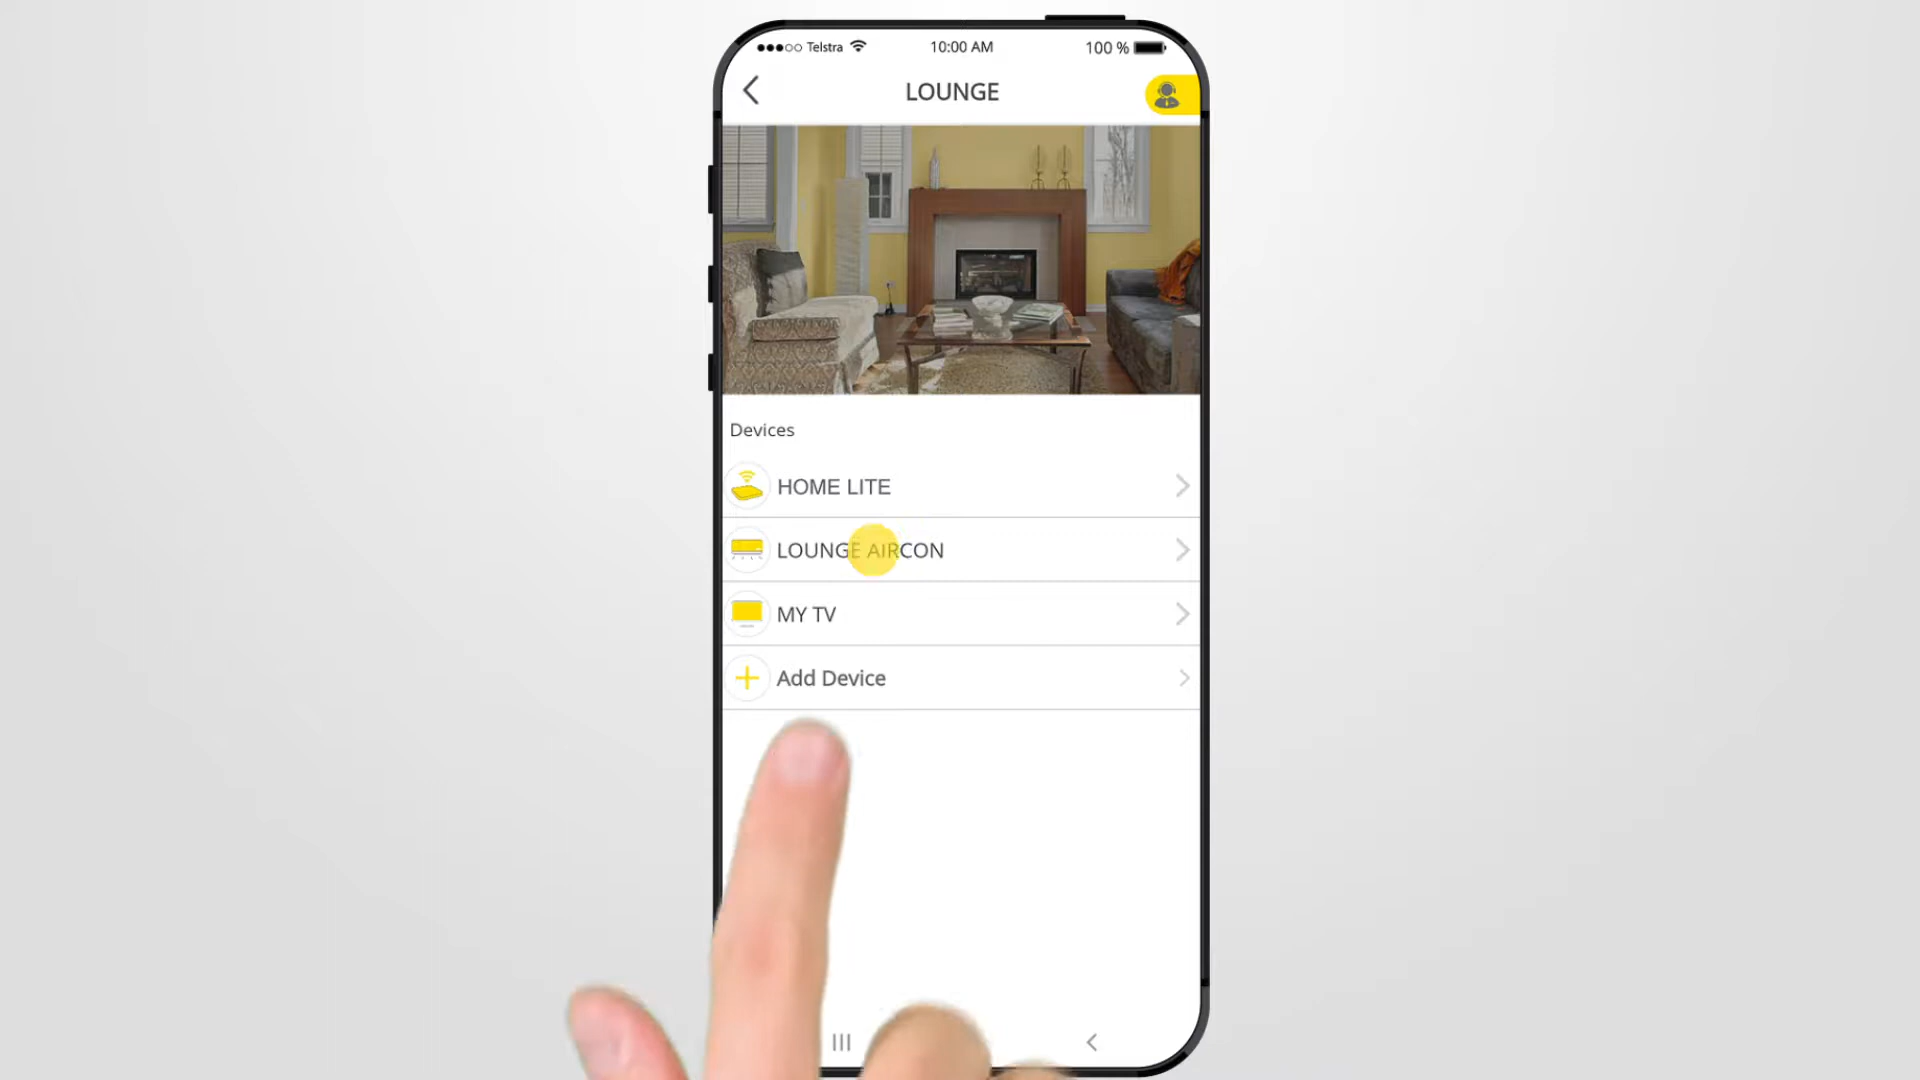 Telstra 10:00 AM 100 %
LOUNGE
Devices
HOME LITE
LOUNGE AIRCON
MY TV
Add Device